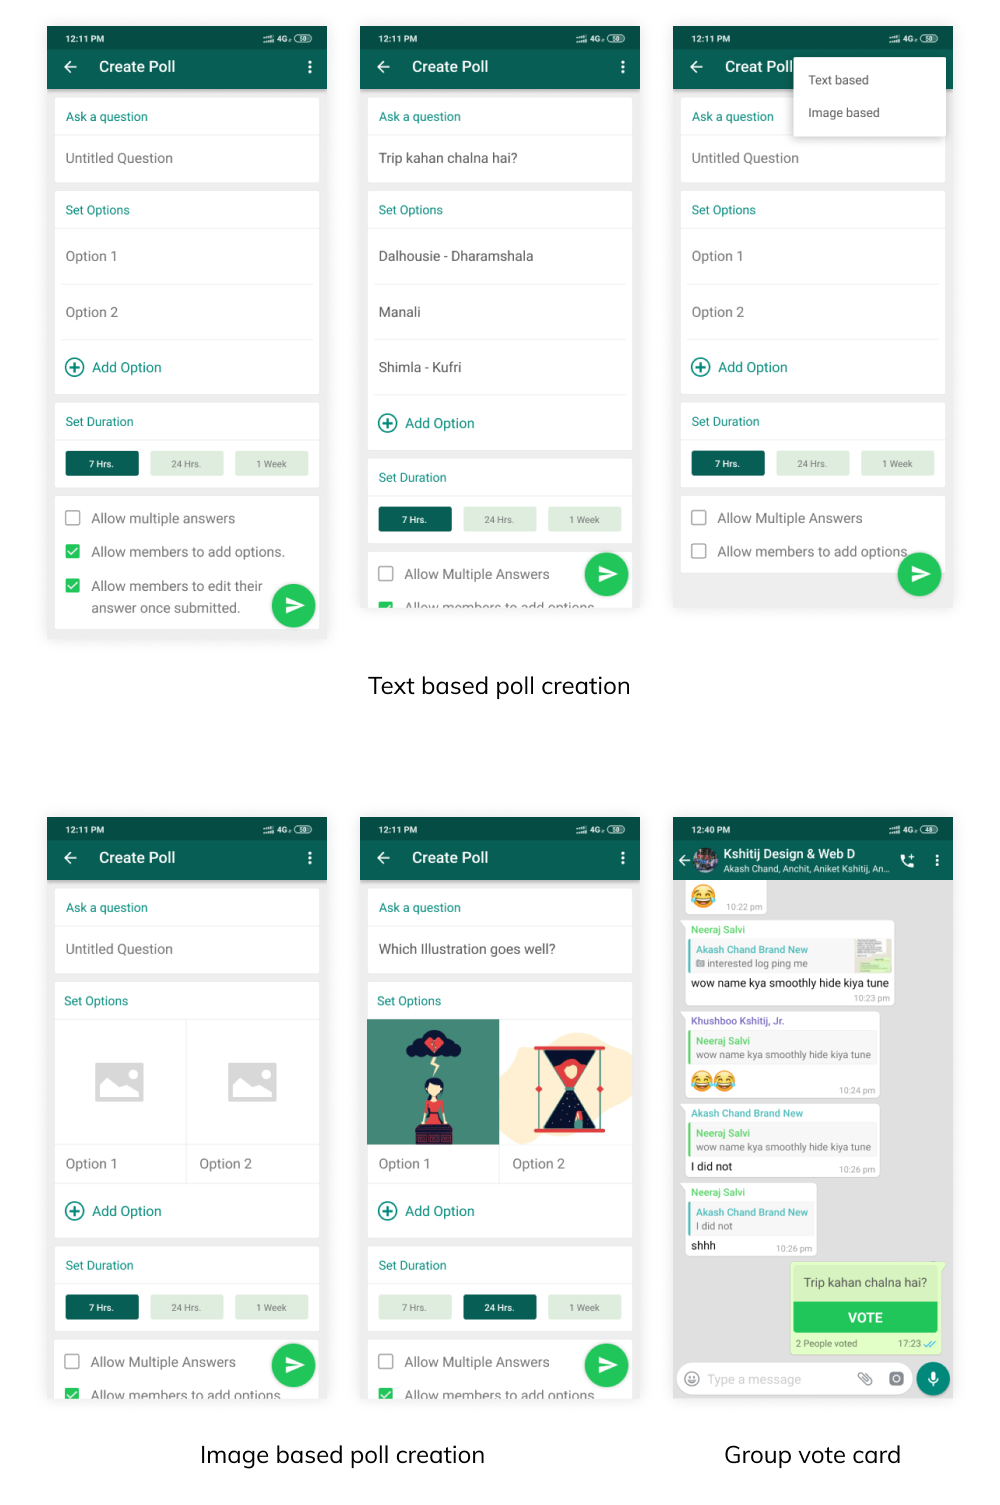 12:11 PM
4G
50
Create Poll
Ask a question
Untitled Question
Set Options
Option 1
Option 2
Add Option
Set Duration
7 Hrs.
24 Hrs.
1 Week
Allow multiple answers
Allow members to add options.
Allow members to edit their
answer once submitted.
12:11 PM
4G
50
Create Poll
Ask a question
Trip kahan chalna hai?
Set Options
Dalhousie - Dharamshala
Manali
Shimla - Kufri
Add Option
Set Duration
7 Hrs.
24 Hrs.
1 Week
Allow Multiple Answers
Allow members to add options
12:11 PM
4G
50
Creat Poll
Text based
Image based
Ask a question
Untitled Question
Set Options
Option 1
Option 2
Add Option
Set Duration
7 Hrs.
24 Hrs.
1 Week
Allow Multiple Answers
Allow members to add options
Text based poll creation
12:11 PM
4G
50
Create Poll
Ask a question
Untitled Question
Set Options
Option 1
Option 2
Add Option
Set Duration
7 Hrs.
24 Hrs.
1 Week
Allow Multiple Answers
Allow members to add options
12:11 PM
4G
50
Create Poll
Ask a question
Which Illustration goes well?
Set Options
Option 1
Option 2
Add Option
Set Duration
7 Hrs.
24 Hrs.
1 Week
Allow Multiple Answers
Allow members to add options
12:40 PM
4G
48
Kshitij Design & Web D
Akash Chand, Anchit, Aniket Kshitij, An...
10:22 pm
Neeraj Salvi
Akash Chand Brand New
interested log ping me
wow name kya smoothly hide kiya tune
10:23 pm
Khushboo Kshitij, Jr.
Neeraj Salvi
wow name kya smoothly hide kiya tune
10:24 pm
Akash Chand Brand New
Neeraj Salvi
wow name kya smoothly hide kiya tune
I did not
10:26 pm
Neeraj Salvi
Akash Chand Brand New
I did not
shhh
10:26 pm
Trip kahan chalna hai?
VOTE
2 People voted
17:23
Type a message
Image based poll creation
Group vote card